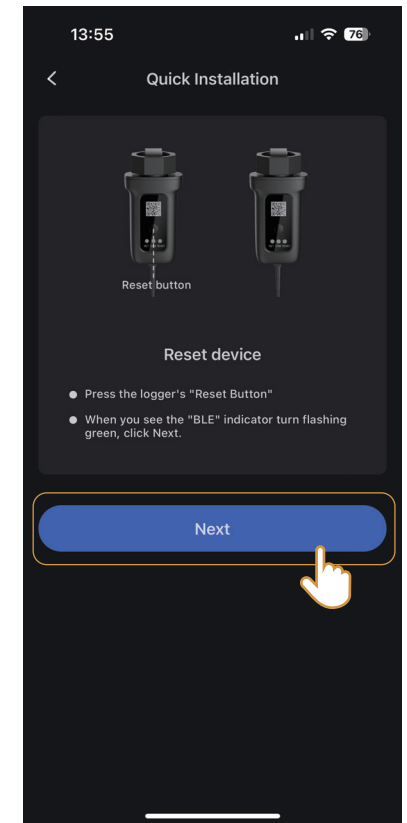 13:55
76
Quick Installation
Reset button
Reset device
Press the logger's "Reset Button"
When you see the "BLE" indicator turn flashing
green, click Next.
Next